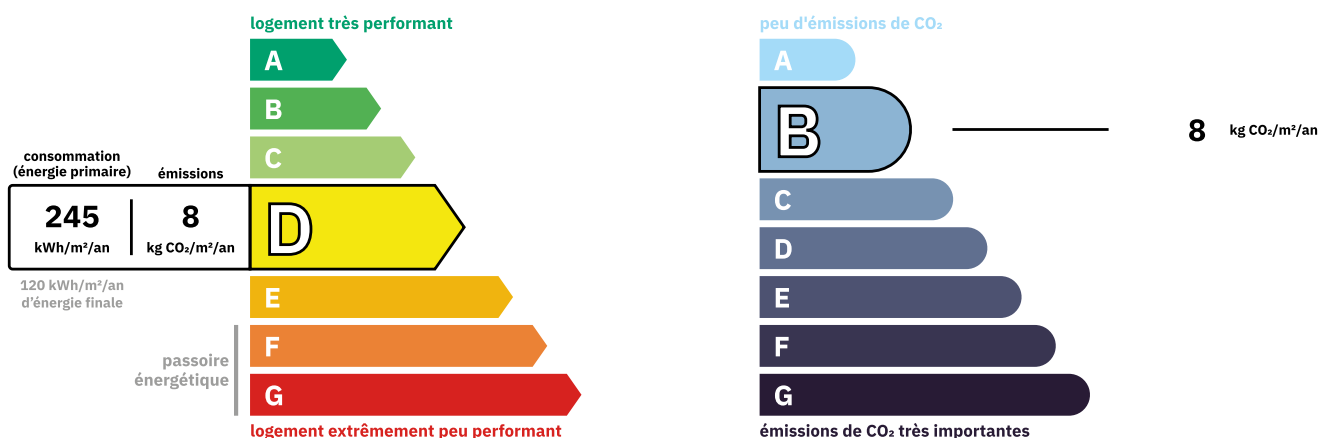 logement très performant
A
B
C
consommation
(énergie primaire)
émissions
245
kWh/m²/an
8
kg CO₂/m²/an
D
120 kWh/m²/an
d'énergie finale
E
F
passoire
énergétique
G
logement extrêmement peu performant
peu d'émissions de CO₂
A
B
8 kg CO₂/m²/an
C
D
E
F
G
émissions de CO₂ très importantes